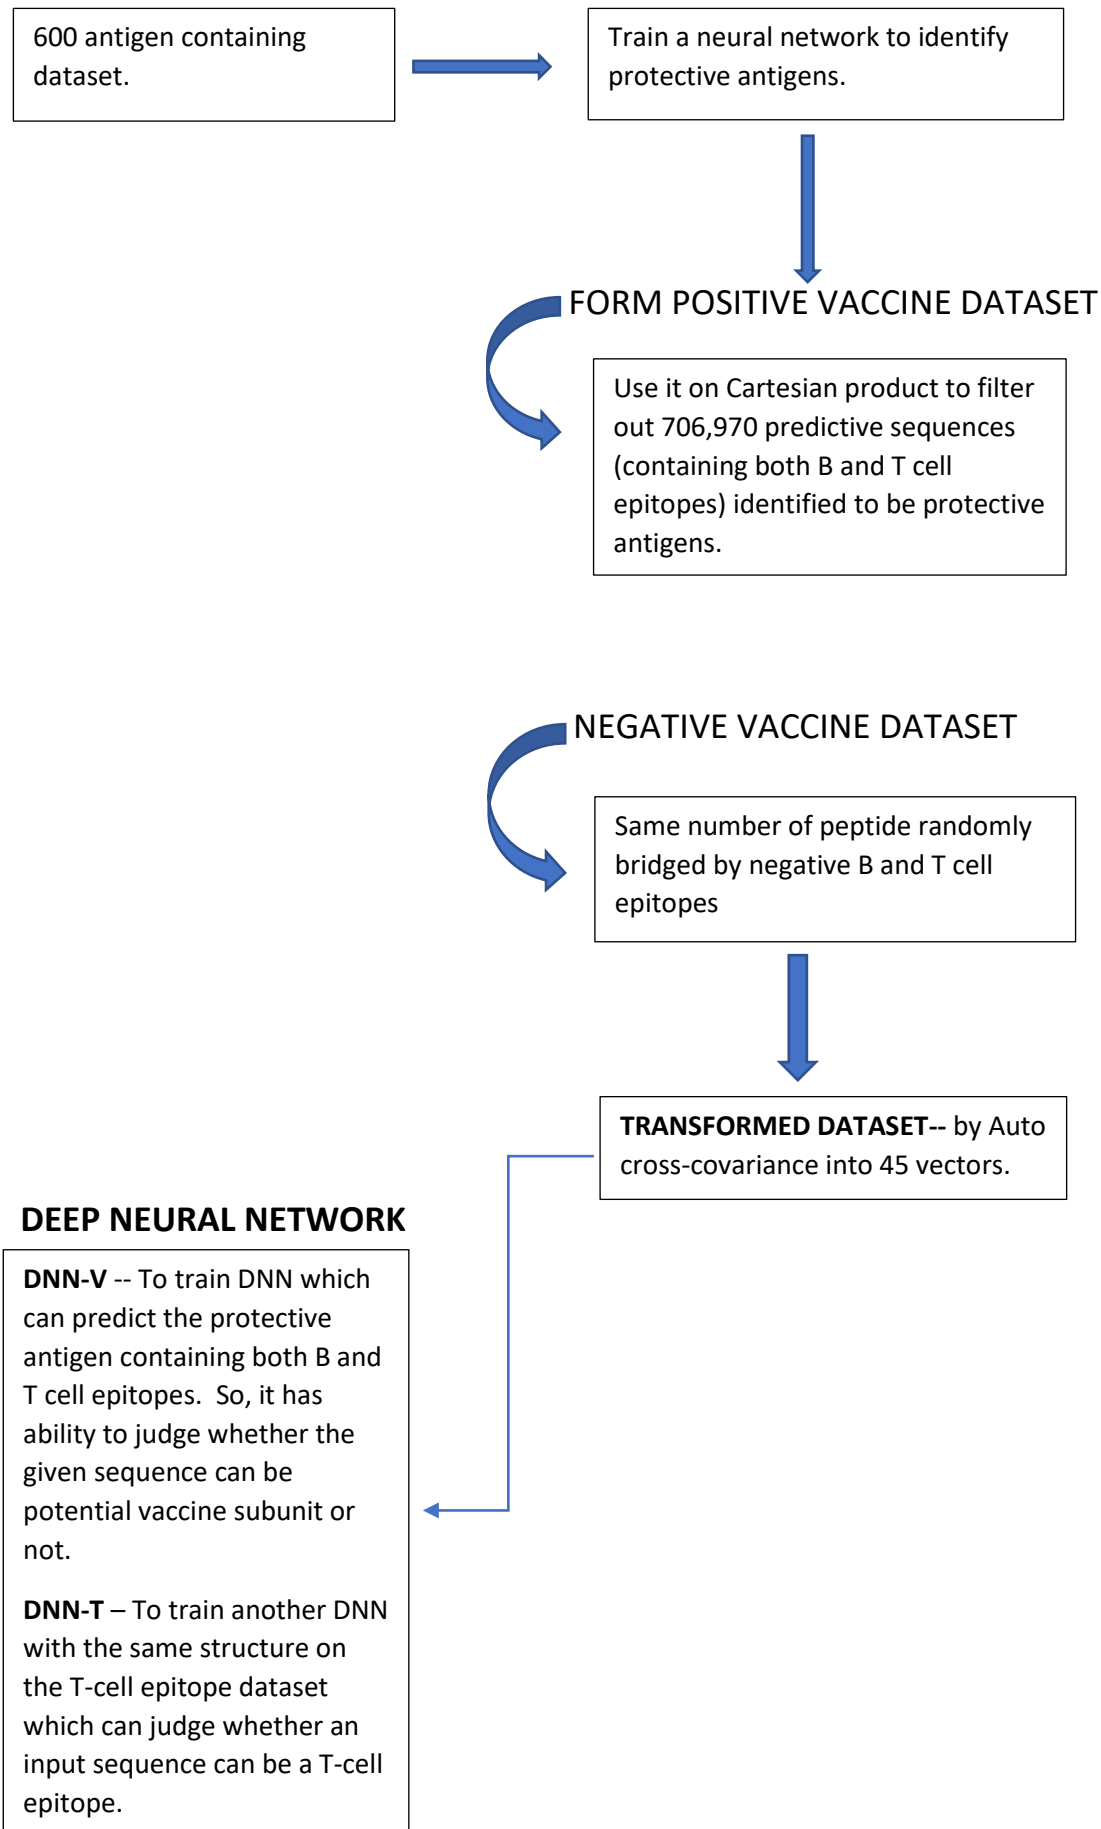 600 antigen containing
dataset.
Train a neural network to identify
protective antigens.
FORM POSITIVE VACCINE DATASET
Use it on Cartesian product to filter
out 706,970 predictive sequences
(containing both B and T cell
epitopes) identified to be protective
antigens.
NEGATIVE VACCINE DATASET
Same number of peptide randomly
bridged by negative B and T cell
epitopes
TRANSFORMED DATASET-- by Auto
cross-covariance into 45 vectors.
DEEP NEURAL NETWORK
DNN-V -- To train DNN which
can predict the protective
antigen containing both B and
T cell epitopes.  So, it has
ability to judge whether the
given sequence can be
potential vaccine subunit or
not.
DNN-T – To train another DNN
with the same structure on
the T-cell epitope dataset
which can judge whether an
input sequence can be a T-cell
epitope.